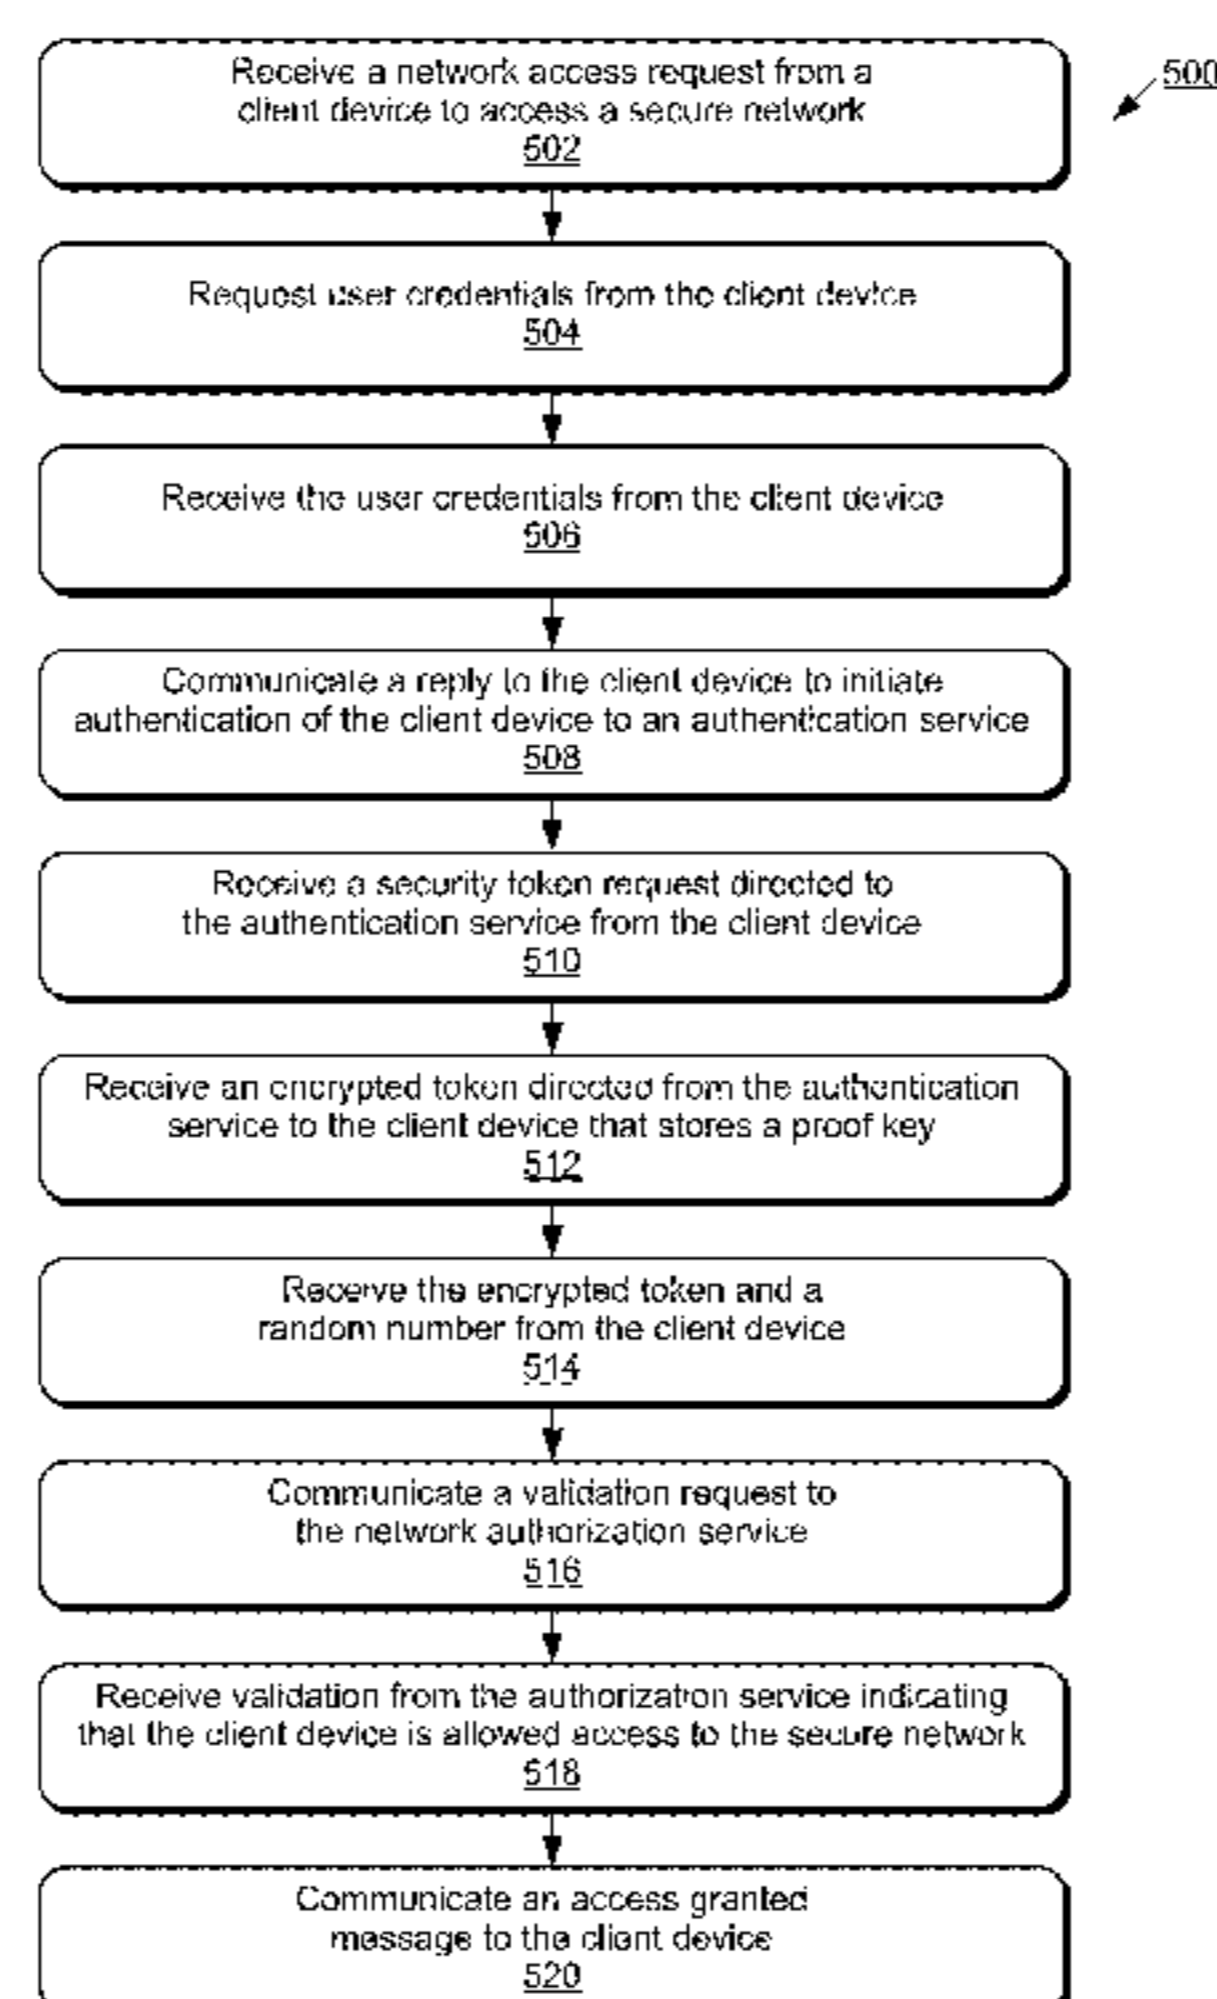 500
Receive a network access request from a
client device to access a secure network
502
Request user credentials from the client device
504
Receive the user credentials from the client device
506
Communicate a reply to the client device to initiate
authentication of the client device to an authentication service
508
Receive a security token request directed to
the authentication service from the client device
510
Receive an encrypted token directed from the authentication
service to the client device that stores a proof key
512
Receive the encrypted token and a
random number from the client device
514
Communicate a validation request to
the network authorization service
516
Receive validation from the authorization service indicating
that the client device is allowed access to the secure network
518
Communicate an access granted
message to the client device
520